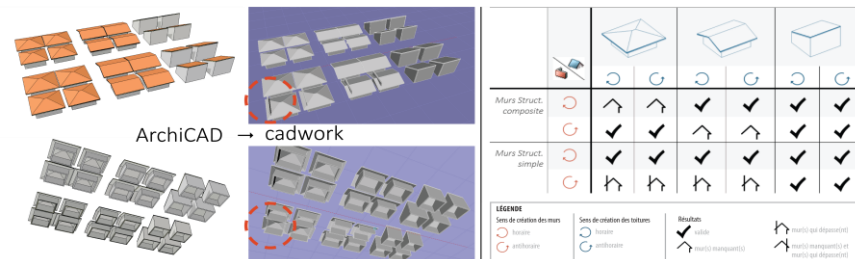 ArchiCAD → cadwork
Murs Struct.
composite
Murs Struct.
simple
LÉGENDE
Sens de création des murs
horaire
antihoraire
Sens de création des toitures
horaire
antihoraire
Résultats
valide
mur(s) manquant(s)
mur(s) qui dépasse(nt)
mur(s) manquant(s) et
mur(s) qui dépasse(nt)